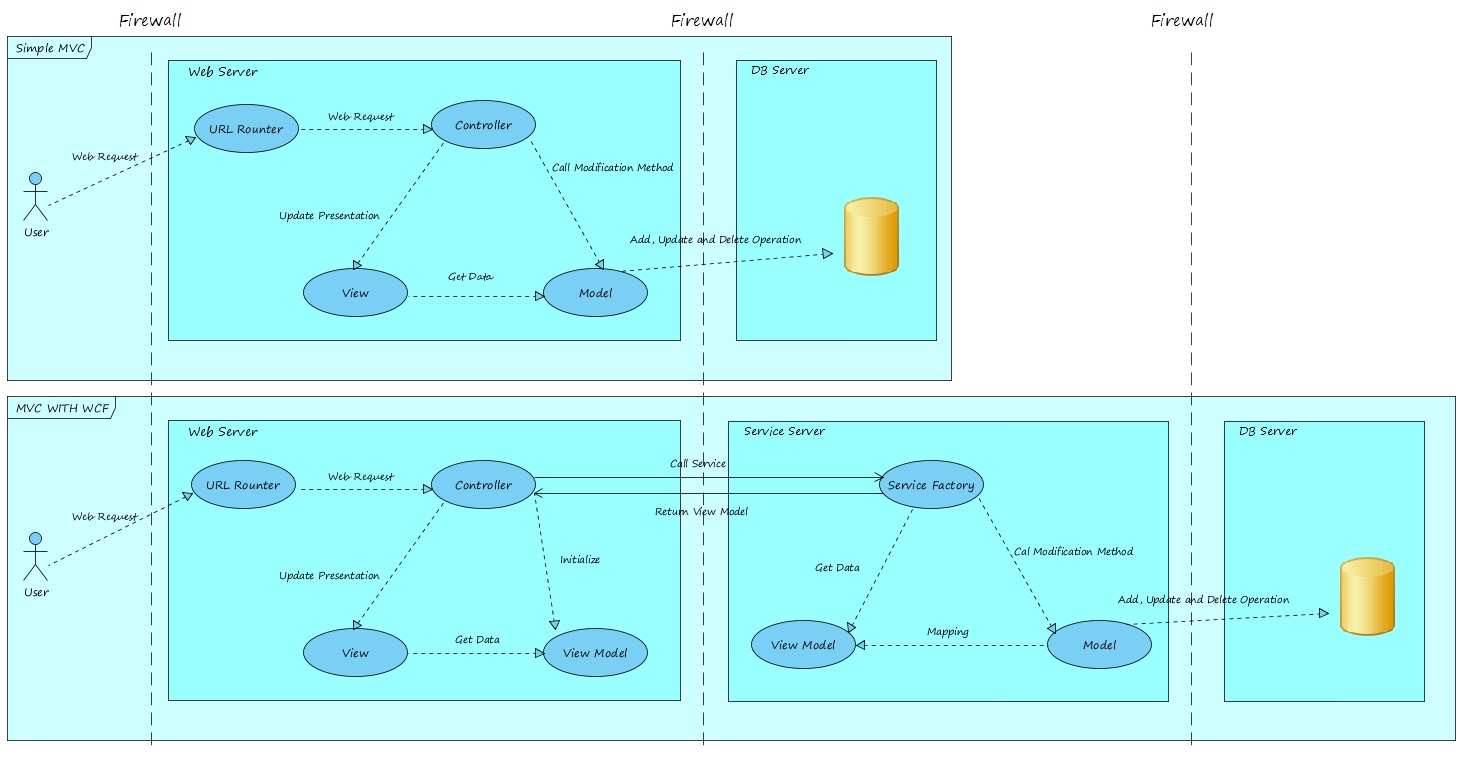 Firewall
Firewall
Firewall
Simple MVC
Web Server
DB Server
URL Rounter
Web Request
Controller
Web Request
Call Modification Method
User
Update Presentation
Add, Update and Delete Operation
Get Data
View
Model
MVC WITH WCF
Web Server
Service Server
DB Server
Call Service
URL Rounter
Web Request
Controller
Service Factory
Web Request
Return View Model
Initialize
Cal Modification Method
User
Update Presentation
Get Data
Add, Update and Delete Operation
Get Data
Mapping
View
View Model
View Model
Model